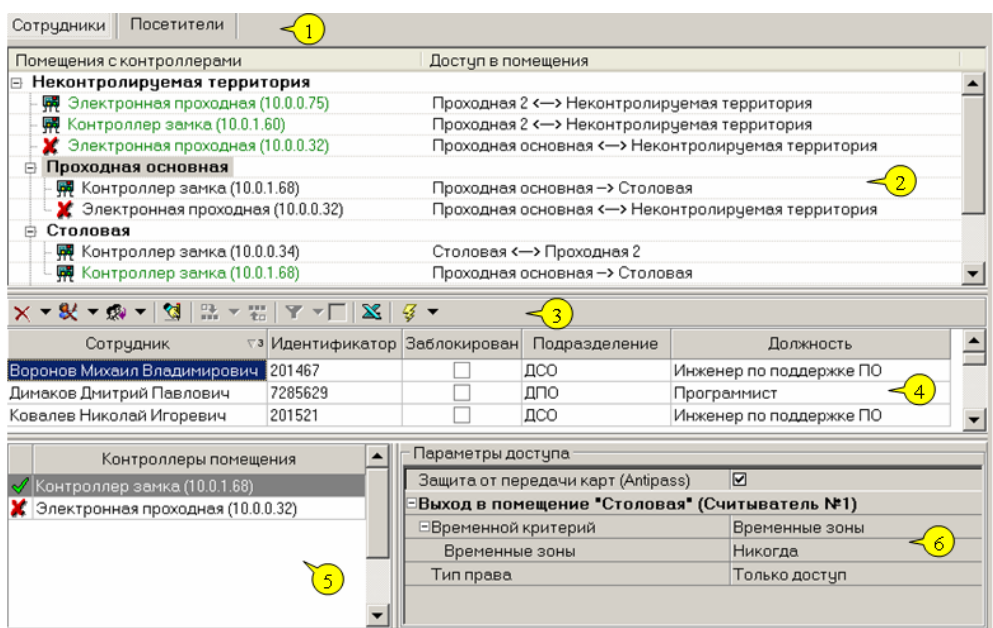 Сотрудники Посетители 1
Помещения с контроллерами Доступ в помещения
Неконтролируемая территория
Электронная проходная (10.0.0.75) Проходная 2 <—> Неконтролируемая территория
Контроллер замка (10.0.1.60) Проходная 2 <—> Неконтролируемая территория
Электронная проходная (10.0.0.32) Проходная основная <—> Неконтролируемая территория
Проходная основная
2
Контроллер замка (10.0.1.68) Проходная основная –> Столовая
Электронная проходная (10.0.0.32) Проходная основная <—> Неконтролируемая территория
Столовая
Контроллер замка (10.0.0.34) Столовая <—> Проходная 2
Контроллер замка (10.0.1.68) Проходная основная –> Столовая
3
Сотрудник 3 Идентификатор Заблокирован Подразделение Должность
Воронов Михаил Владимирович 201467 ДСО Инженер по поддержке ПО
Димаков Дмитрий Павлович 7285629 ДПО Программист 4
Ковалев Николай Игоревич 201521 ДСО Инженер по поддержке ПО
Контроллеры помещения
Контроллер замка (10.0.1.68)
Электронная проходная (10.0.0.32)
5
Параметры доступа
Защита от передачи карт (Antipass)
Выход в помещение "Столовая" (Считыватель №1)
Временной критерий Временные зоны
Временные зоны Никогда 6
Тип права Только доступ